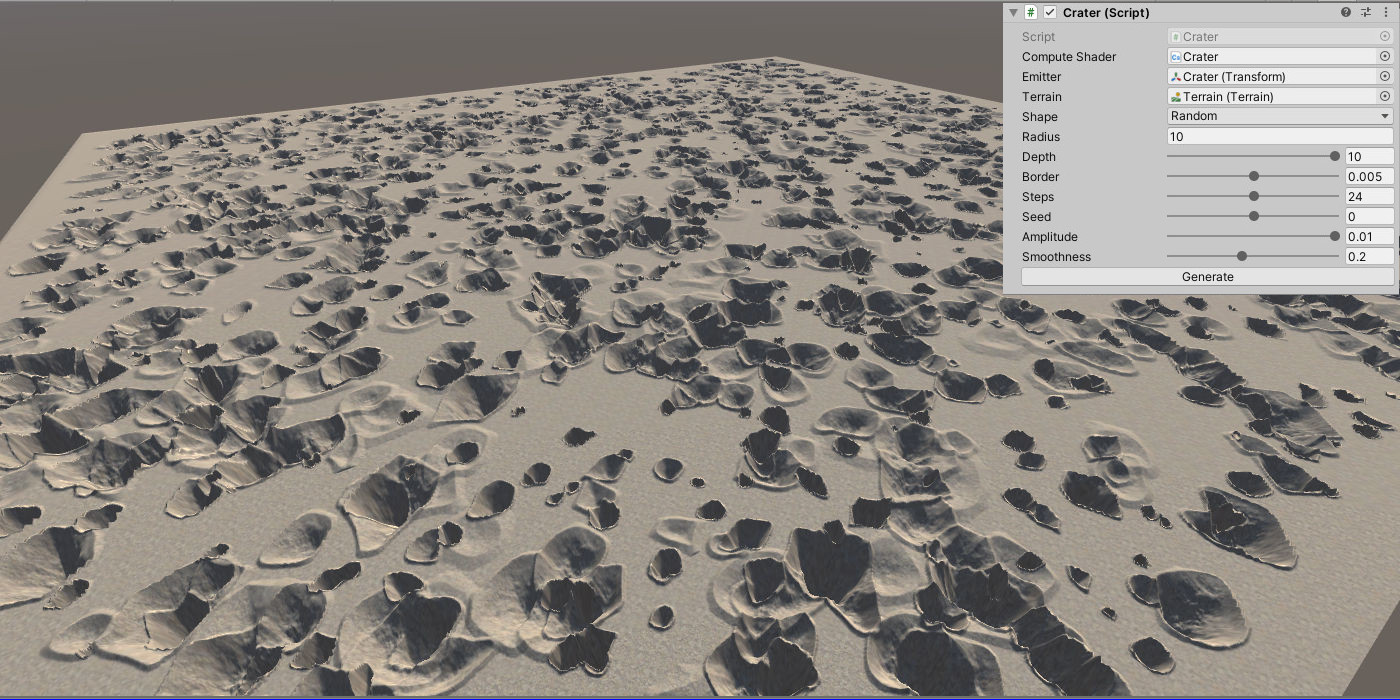 Crater (Script)
Script Crater
Compute Shader Crater
Emitter Crater (Transform)
Terrain Terrain (Terrain)
Shape Random
Radius 10
Depth 10
Border 0.005
Steps 24
Seed 0
Amplitude 0.01
Smoothness 0.2
Generate